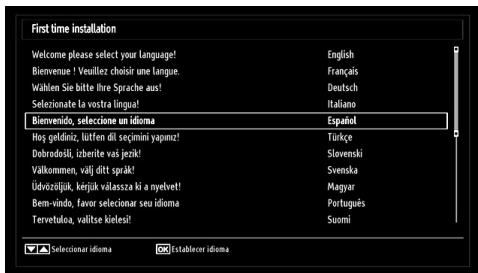 First time installation
Welcome please select your language! English
Bienvenue ! Veuillez choisir une langue. Français
Wählen Sie bitte Ihre Sprache aus! Deutsch
Selezionate la vostra lingua! Italiano
Bienvenido, seleccione un idioma Español
Hoş geldiniz, lütfen dil seçimini yapınız! Türkçe
Dobrodošli, izberite vaš jezik! Slovenski
Välkommen, välj ditt språk! Svenska
Üdvözöljük, kérjük válassza ki a nyelvet! Magyar
Bem-vindo, favor selecionar seu idioma Português
Tervetuloa, valitse kielesi! Suomi
Seleccionar idioma OK Establecer idioma